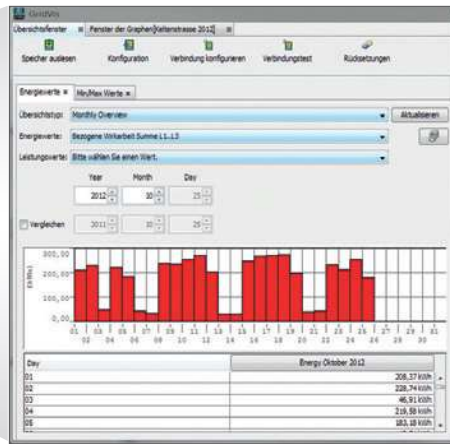 GridVis
Übersichtsfenster Fenster der Graphen[Kaltenstrasse 2012]
Speicher auslesen Konfiguration Verbindung konfigurieren Verbindungstest Rücksetzungen
Energiewerte Min/Max Werte
Übersichtstyp: Monthly Overview Aktualisieren
Energiewerte: Bezogene Wirkarbeit Summe L1..L3
Leistungswerte: Bitte wählen Sie einen Wert.
Year Month Day
2012 10 25
Vergleichen 2011 10 25
300,00
200,00
100,00
0,00
[kWh]
01 03 05 07 09 11 13 15 17 19 21 23 25 27 29 31
02 04 06 08 10 12 14 16 18 20 22 24 26 28 30
Day Energy Oktober 2012
01 208,37 kWh
02 228,74 kWh
03 46,91 kWh
04 219,58 kWh
05 183,18 kWh